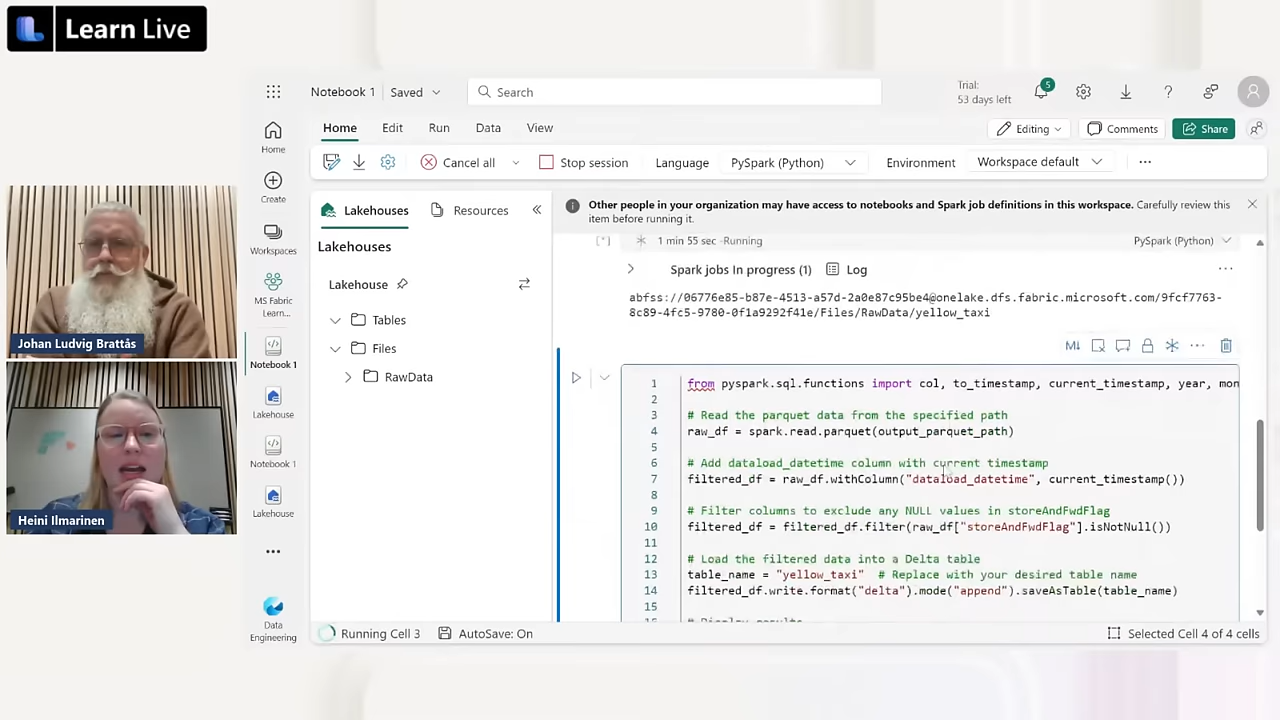 Learn Live
Notebook 1
Saved
Search
Trial:
53 days left
5
Home
Edit
Run
Data
View
Editing
Comments
Share
Cancel all
Stop session
Language
PySpark (Python)
Environment
Workspace default
Home
Create
Workspaces
MS Fabric
Learn...
Notebook 1
Lakehouse
Notebook 1
Lakehouse
Data
Engineering
Johan Ludvig Brattås
Heini Ilmarinen
Lakehouses
Resources
Lakehouses
Lakehouse
Tables
Files
RawData
Other people in your organization may have access to notebooks and Spark job definitions in this workspace. Carefully review this
item before running it.
[*]
1 min 55 sec -Running
PySpark (Python)
Spark jobs In progress (1)
Log
abfss://06776e85-b87e-4513-a57d-2a0e87c95be4@onelake.dfs.fabric.microsoft.com/9fcf7763-
8c89-4fc5-9780-0f1a9292f41e/Files/RawData/yellow_taxi
M↓
1 from pyspark.sql.functions import col, to_timestamp, current_timestamp, year, mon
2
3 # Read the parquet data from the specified path
4 raw_df = spark.read.parquet(output_parquet_path)
5
6 # Add dataload_datetime column with current timestamp
7 filtered_df = raw_df.withColumn("dataload_datetime", current_timestamp())
8
9 # Filter columns to exclude any NULL values in storeAndFwdFlag
10 filtered_df = filtered_df.filter(raw_df["storeAndFwdFlag"].isNotNull())
11
12 # Load the filtered data into a Delta table
13 table_name = "yellow_taxi" # Replace with your desired table name
14 filtered_df.write.format("delta").mode("append").saveAsTable(table_name)
15
16 # Display results
Running Cell 3
AutoSave: On
Selected Cell 4 of 4 cells